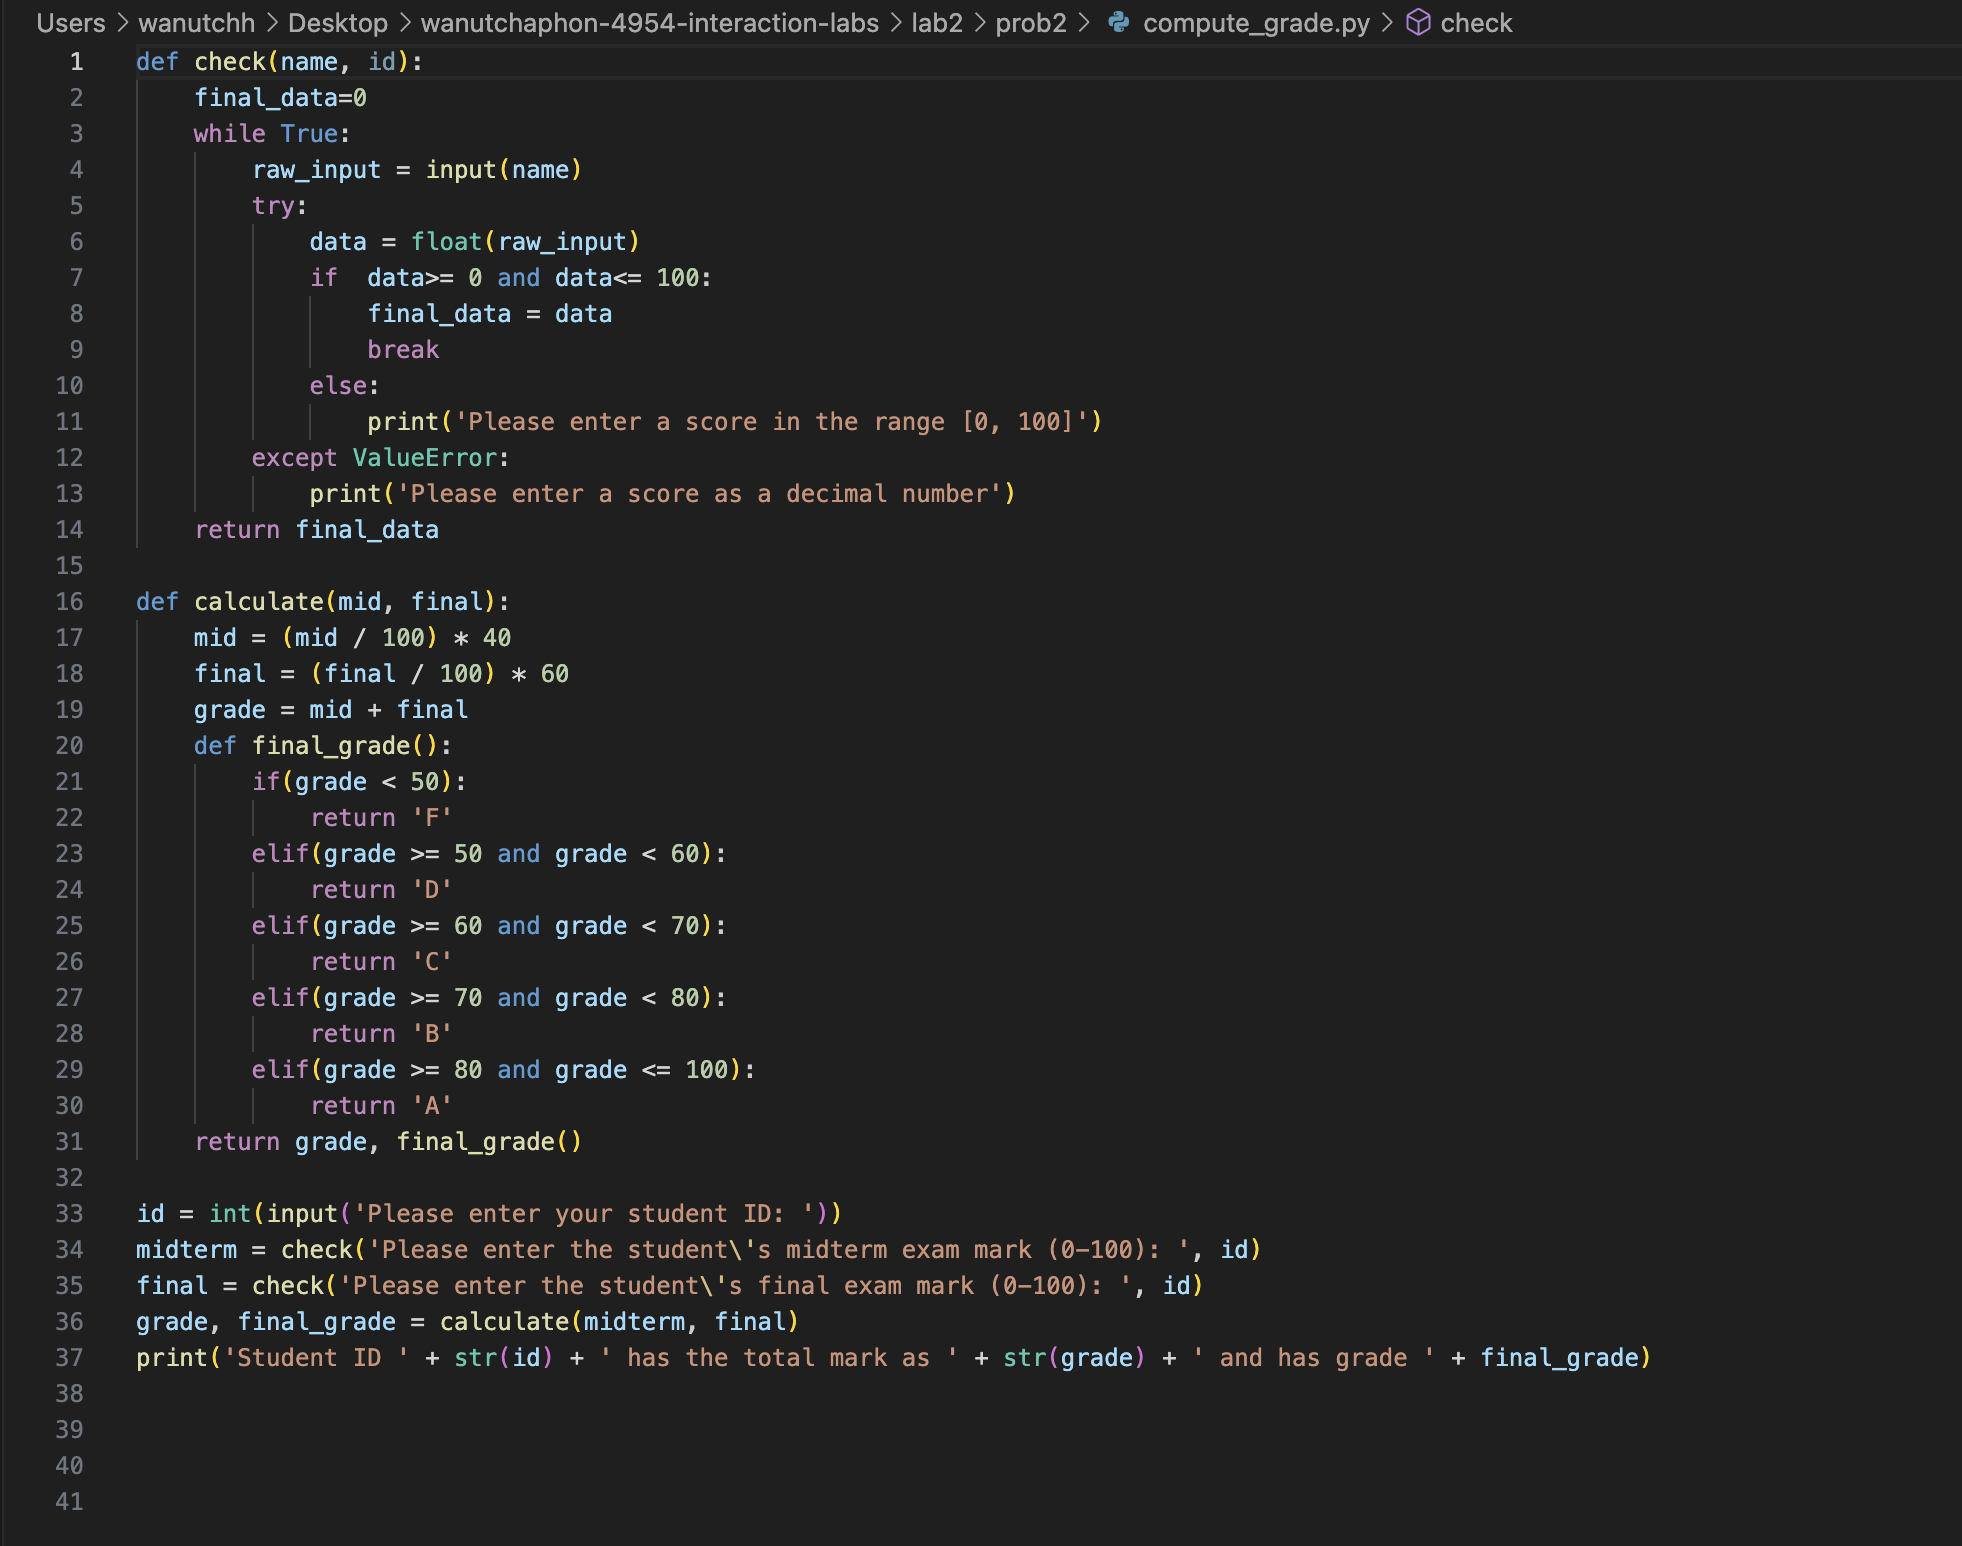 Users > wanutchh > Desktop > wanutchaphon-4954-interaction-labs > lab2 > prob2 > compute_grade.py > check
1 def check(name, id):
2     final_data=0
3     while True:
4         raw_input = input(name)
5         try:
6             data = float(raw_input)
7             if  data>= 0 and data<= 100:
8                 final_data = data
9                 break
10             else:
11                 print('Please enter a score in the range [0, 100]')
12         except ValueError:
13             print('Please enter a score as a decimal number')
14     return final_data
15
16 def calculate(mid, final):
17     mid = (mid / 100) * 40
18     final = (final / 100) * 60
19     grade = mid + final
20     def final_grade():
21         if(grade < 50):
22             return 'F'
23         elif(grade >= 50 and grade < 60):
24             return 'D'
25         elif(grade >= 60 and grade < 70):
26             return 'C'
27         elif(grade >= 70 and grade < 80):
28             return 'B'
29         elif(grade >= 80 and grade <= 100):
30             return 'A'
31     return grade, final_grade()
32
33 id = int(input('Please enter your student ID: '))
34 midterm = check('Please enter the student\'s midterm exam mark (0-100): ', id)
35 final = check('Please enter the student\'s final exam mark (0-100): ', id)
36 grade, final_grade = calculate(midterm, final)
37 print('Student ID ' + str(id) + ' has the total mark as ' + str(grade) + ' and has grade ' + final_grade)
38
39
40
41